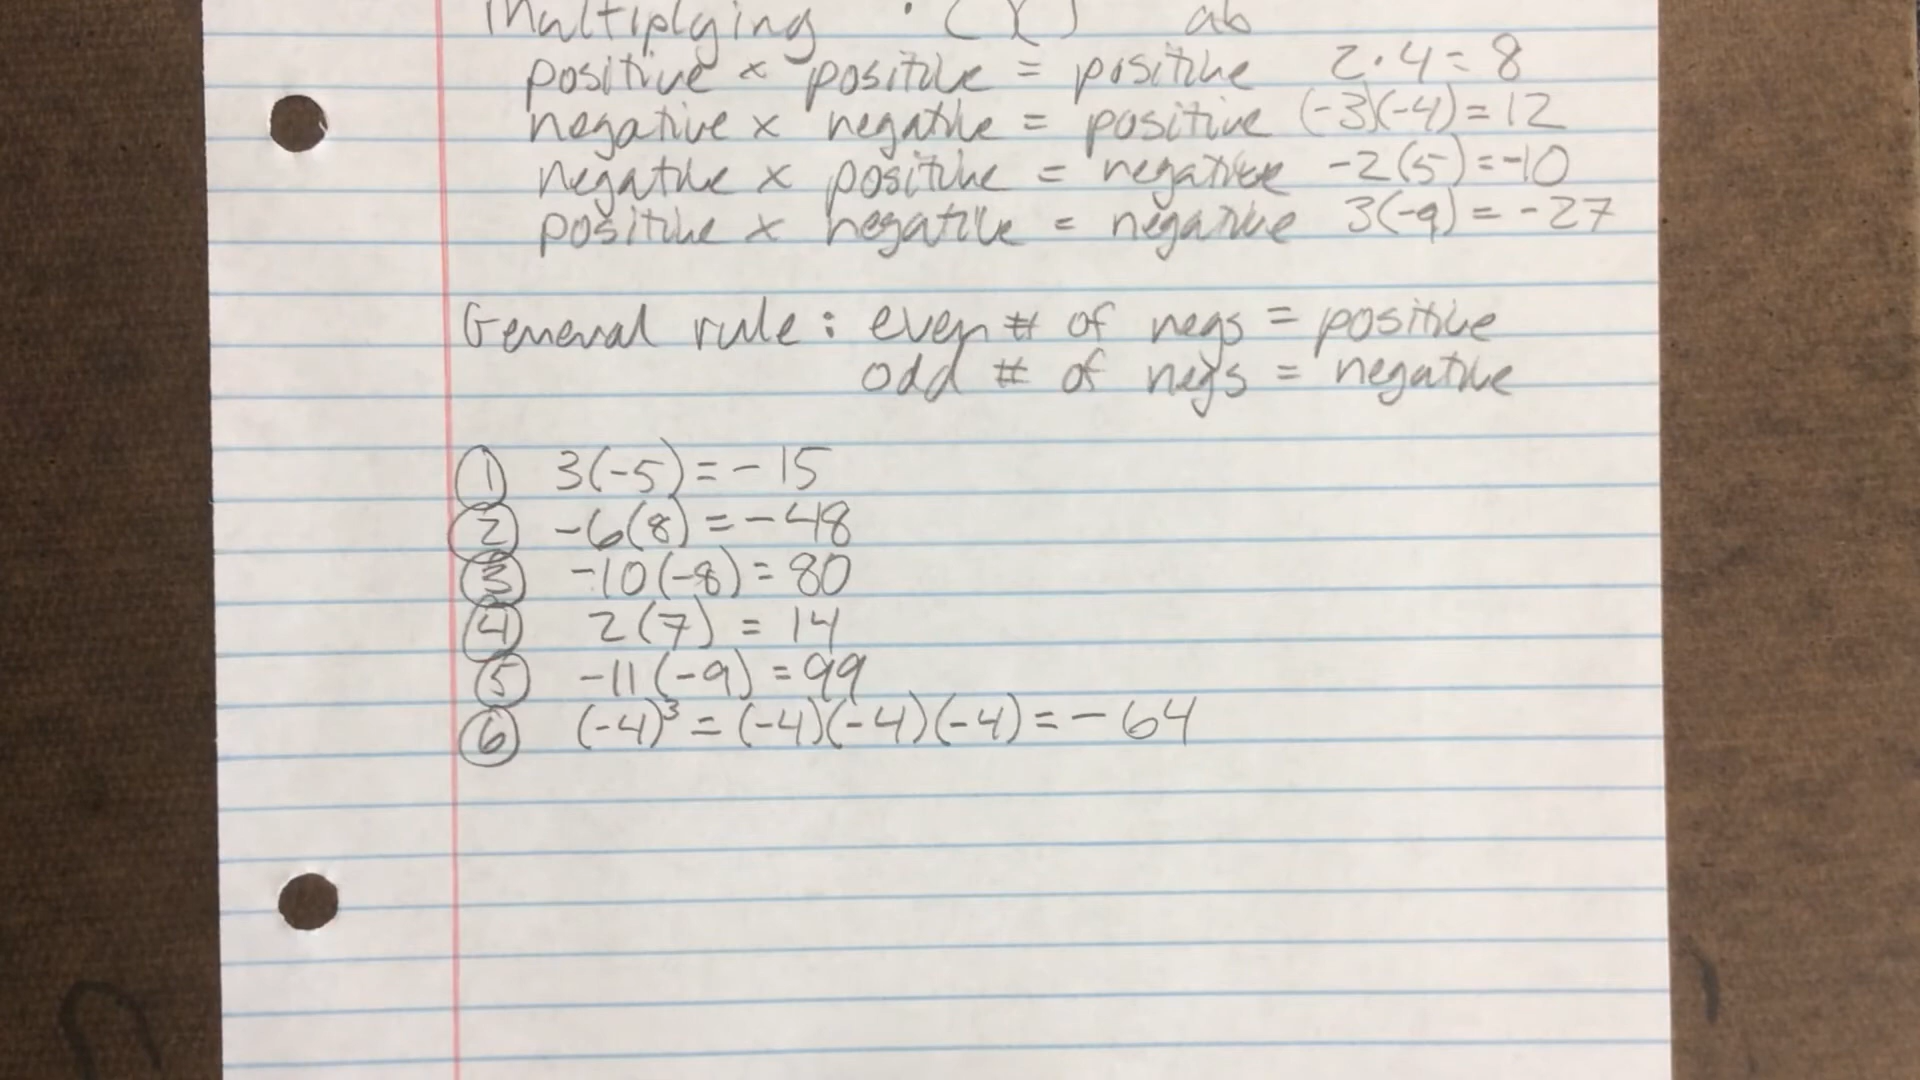 Multiplying · ( )( ) ab
positive × positive = positive 2·4=8
negative × negative = positive (-3)(-4)=12
negative × positive = negative -2(5)=-10
positive × negative = negative 3(-9)=-27
General rule: even # of negs = positive
odd # of negs = negative
① 3(-5)=-15
② -6(8)=-48
③ -10(-8)=80
④ 2(7)=14
⑤ -11(-9)=99
⑥ (-4)³=(-4)(-4)(-4)=-64